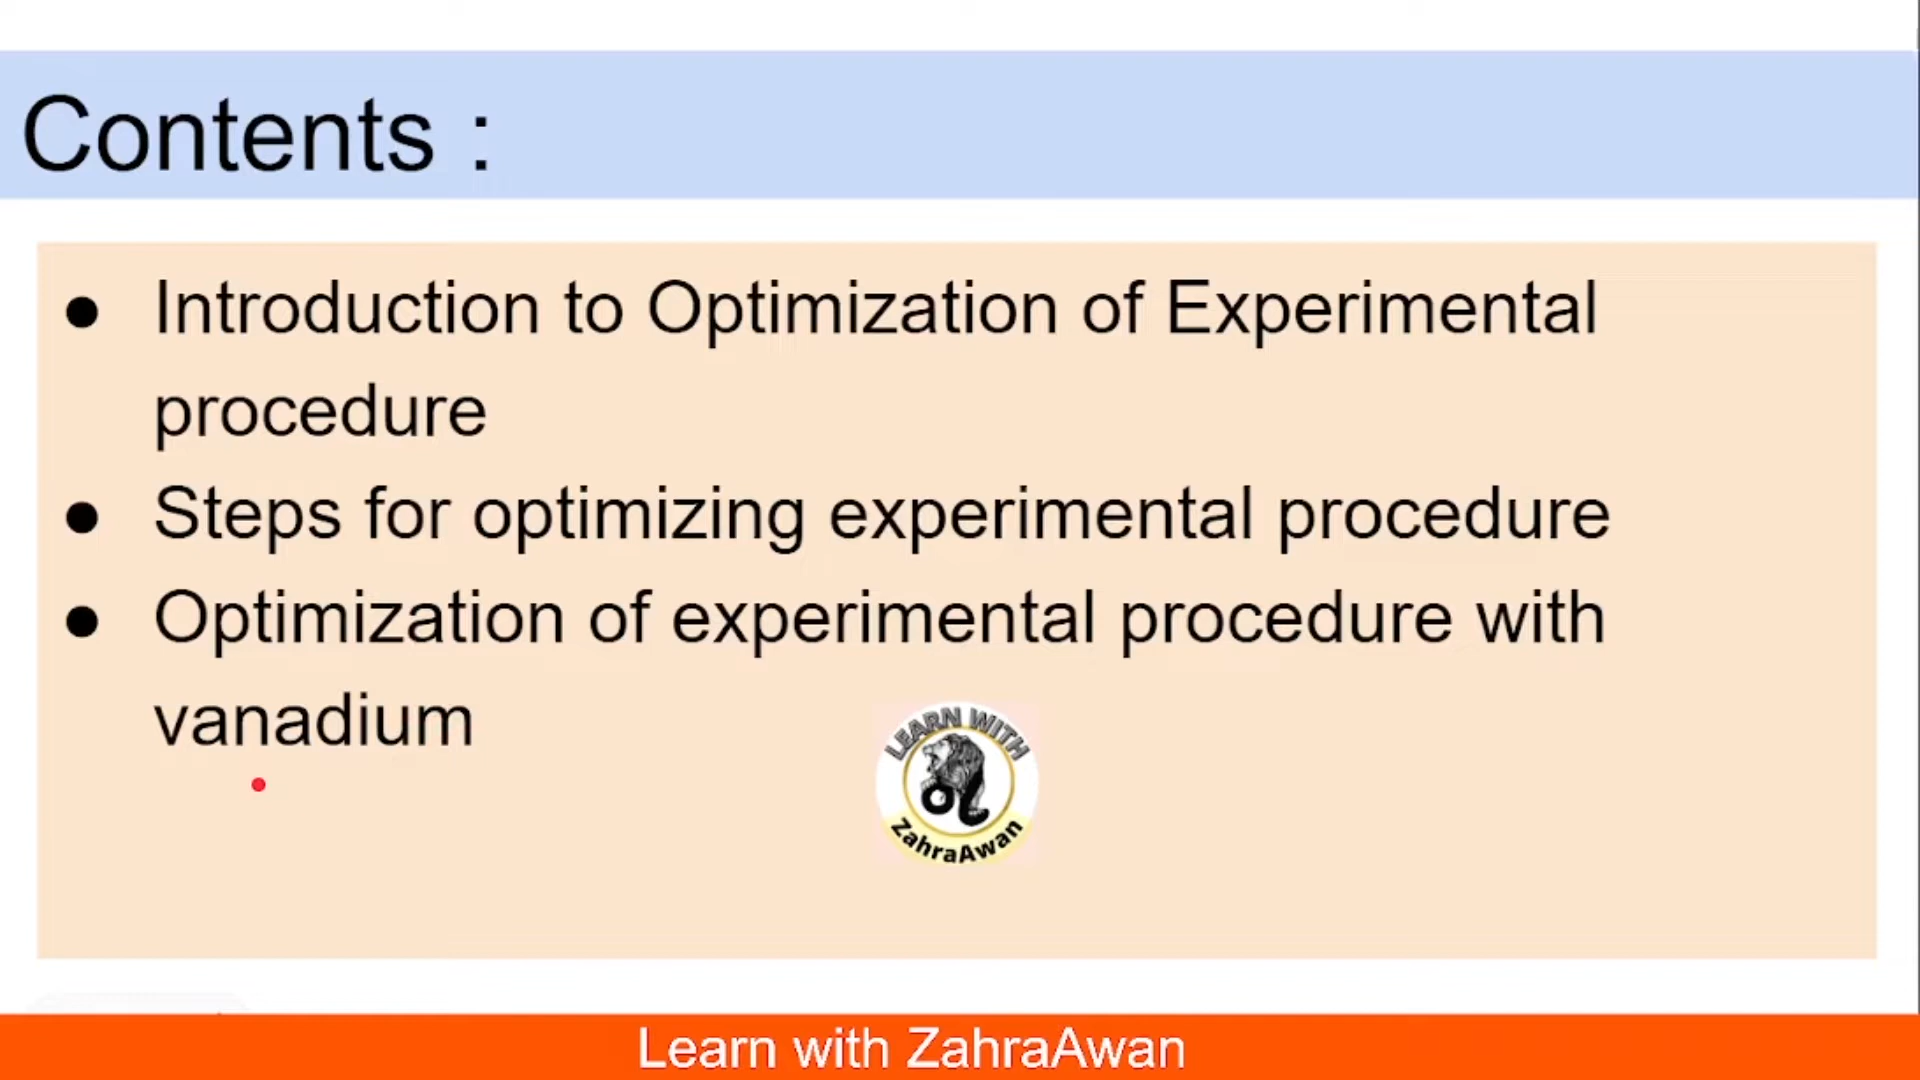 Contents :
● Introduction to Optimization of Experimental
procedure
● Steps for optimizing experimental procedure
● Optimization of experimental procedure with
vanadium
LEARN WITH
ZahraAwan
Learn with ZahraAwan